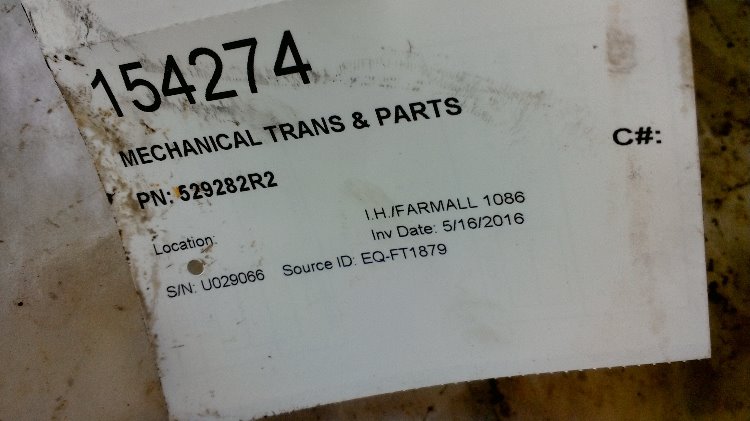 154274
MECHANICAL TRANS & PARTS
C#:
PN: 529282R2
I.H./FARMALL 1086
Location:
Inv Date: 5/16/2016
S/N: U029066 Source ID: EQ-FT1879